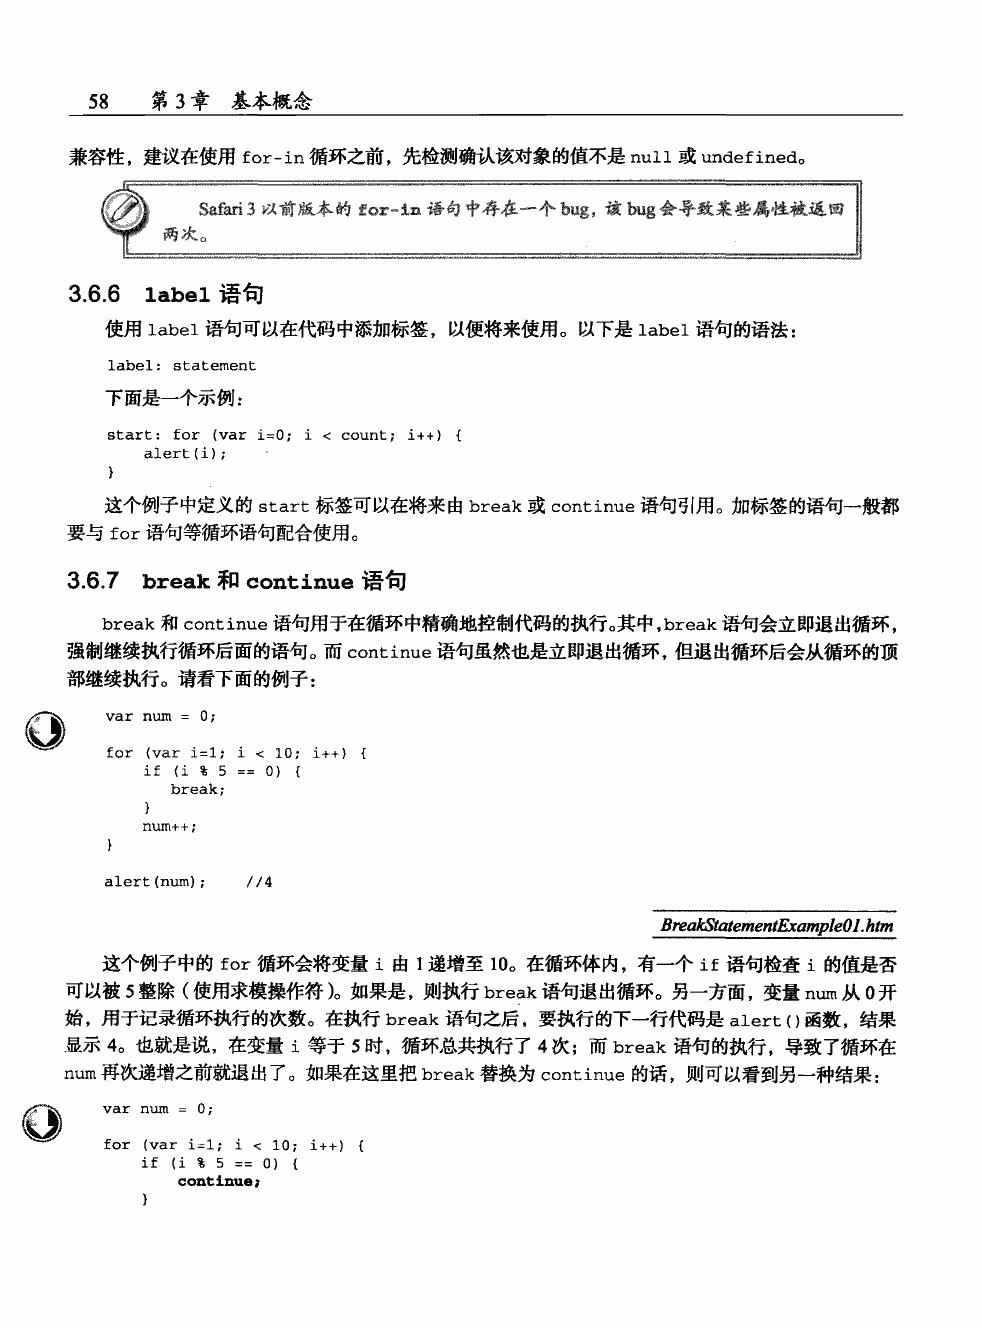 58 第 3 章 基本概念
兼容性，建议在使用 for-in 循环之前，先检测确认该对象的值不是 null 或 undefined。
Safari 3 以前版本的 for-in 语句中存在一个 bug，该 bug 会导致某些属性被返回
两次。
3.6.6 label 语句
使用 label 语句可以在代码中添加标签，以便将来使用。以下是 label 语句的语法：
label: statement
下面是一个示例：
start: for (var i=0; i < count; i++) {
    alert(i);
}
这个例子中定义的 start 标签可以在将来由 break 或 continue 语句引用。加标签的语句一般都
要与 for 语句等循环语句配合使用。
3.6.7 break 和 continue 语句
break 和 continue 语句用于在循环中精确地控制代码的执行。其中，break 语句会立即退出循环，
强制继续执行循环后面的语句。而 continue 语句虽然也是立即退出循环，但退出循环后会从循环的顶
部继续执行。请看下面的例子：
var num = 0;
for (var i=1; i < 10; i++) {
    if (i % 5 == 0) {
        break;
    }
    num++;
}
alert(num);    //4
BreakStatementExample01.htm
这个例子中的 for 循环会将变量 i 由 1 递增至 10。在循环体内，有一个 if 语句检查 i 的值是否
可以被 5 整除（使用求模操作符）。如果是，则执行 break 语句退出循环。另一方面，变量 num 从 0 开
始，用于记录循环执行的次数。在执行 break 语句之后，要执行的下一行代码是 alert()函数，结果
显示 4。也就是说，在变量 i 等于 5 时，循环总共执行了 4 次；而 break 语句的执行，导致了循环在
num 再次递增之前就退出了。如果在这里把 break 替换为 continue 的话，则可以看到另一种结果：
var num = 0;
for (var i=1; i < 10; i++) {
    if (i % 5 == 0) {
        continue;
    }